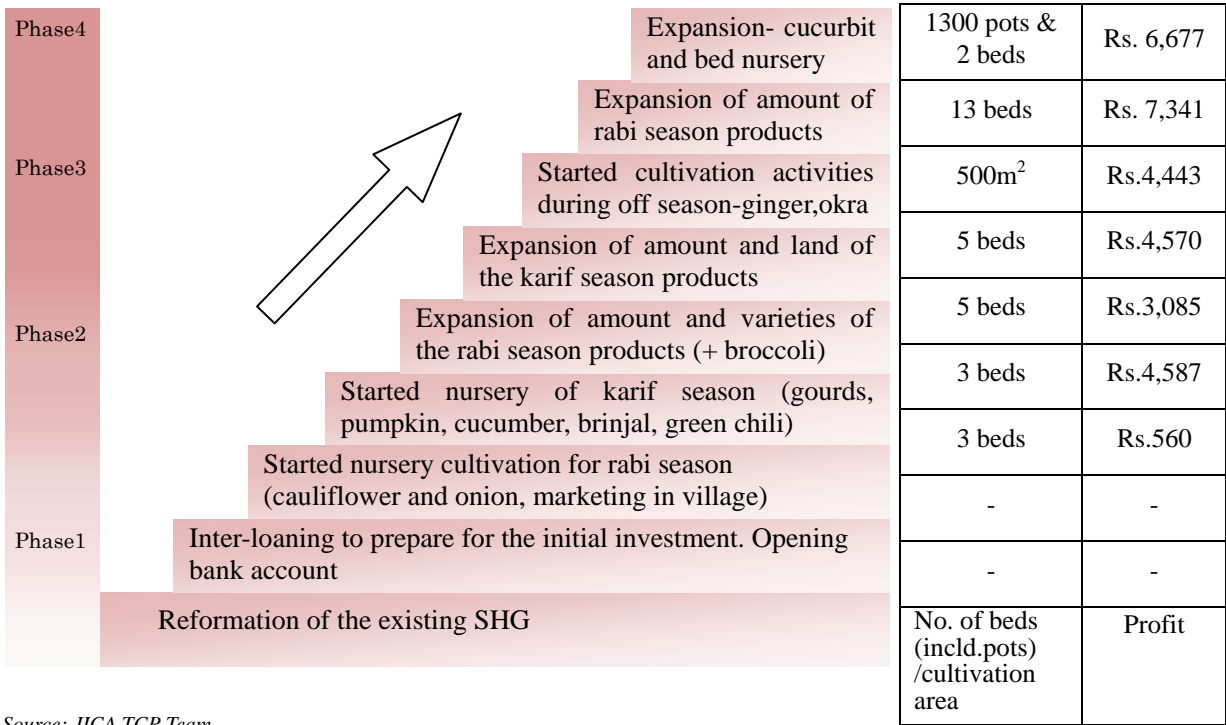 Phase4
Expansion- cucurbit
and bed nursery
1300 pots &
2 beds
Rs. 6,677
Expansion of amount of
rabi season products
13 beds
Rs. 7,341
Phase3
Started cultivation activities
during off season-ginger,okra
500m²
Rs.4,443
Expansion of amount and land of
the karif season products
5 beds
Rs.4,570
Phase2
Expansion of amount and varieties of
the rabi season products (+ broccoli)
5 beds
Rs.3,085
Started nursery of karif season (gourds,
pumpkin, cucumber, brinjal, green chili)
3 beds
Rs.4,587
Started nursery cultivation for rabi season
(cauliflower and onion, marketing in village)
3 beds
Rs.560
Phase1
Inter-loaning to prepare for the initial investment. Opening
bank account
-
-
Reformation of the existing SHG
-
-
No. of beds
(incld.pots)
/cultivation
area
Profit
Source: JICA TCP Team